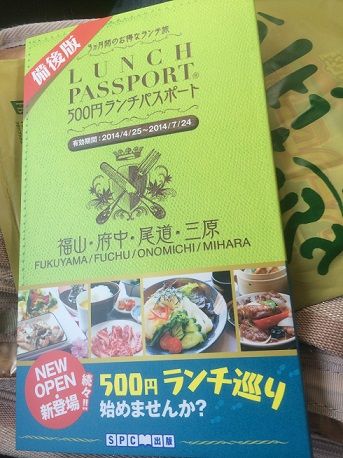 備後版
3ヵ月間のお得なランチ旅
LUNCH
PASSPORT®
500円ランチパスポート
有効期間：2014/4/25～2014/7/24
福山・府中・尾道・三原
FUKUYAMA/FUCHU/ONOMICHI/MIHARA
NEW
OPEN・
新登場
続々!!
500円ランチ巡り
始めませんか？
SPC出版